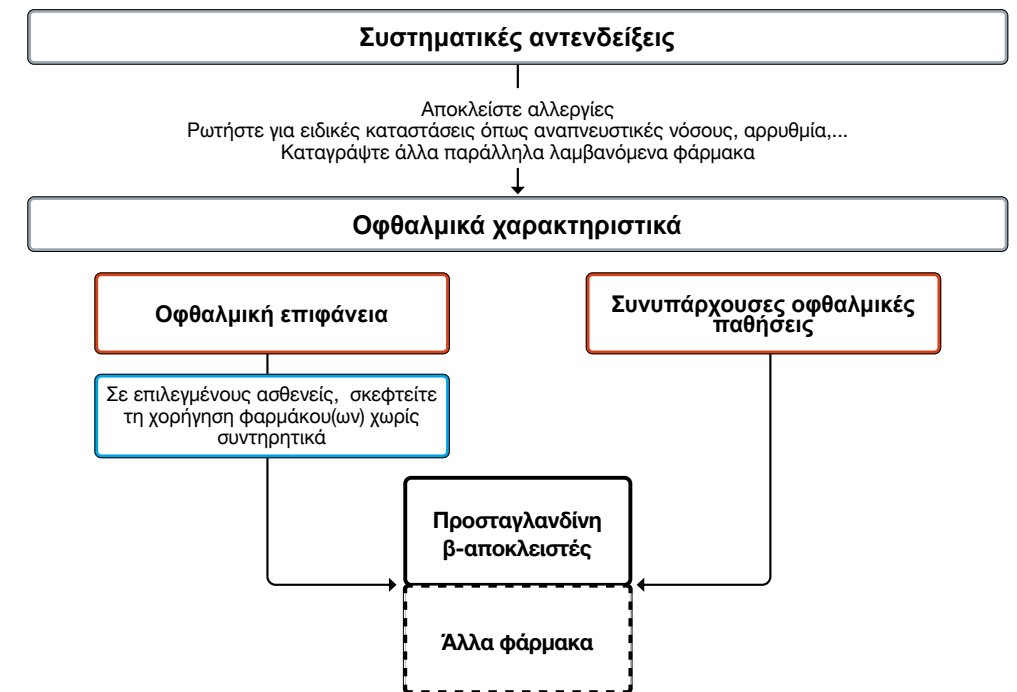 Συστηματικές αντενδείξεις
Αποκλείστε αλλεργίες
Ρωτήστε για ειδικές καταστάσεις όπως αναπνευστικές νόσους, αρρυθμία,...
Καταγράψτε άλλα παράλληλα λαμβανόμενα φάρμακα
Οφθαλμικά χαρακτηριστικά
Οφθαλμική επιφάνεια
Συνυπάρχουσες οφθαλμικές
παθήσεις
Σε επιλεγμένους ασθενείς, σκεφτείτε
τη χορήγηση φαρμάκου(ων) χωρίς
συντηρητικά
Προσταγλανδίνη
β-αποκλειστές
Άλλα φάρμακα